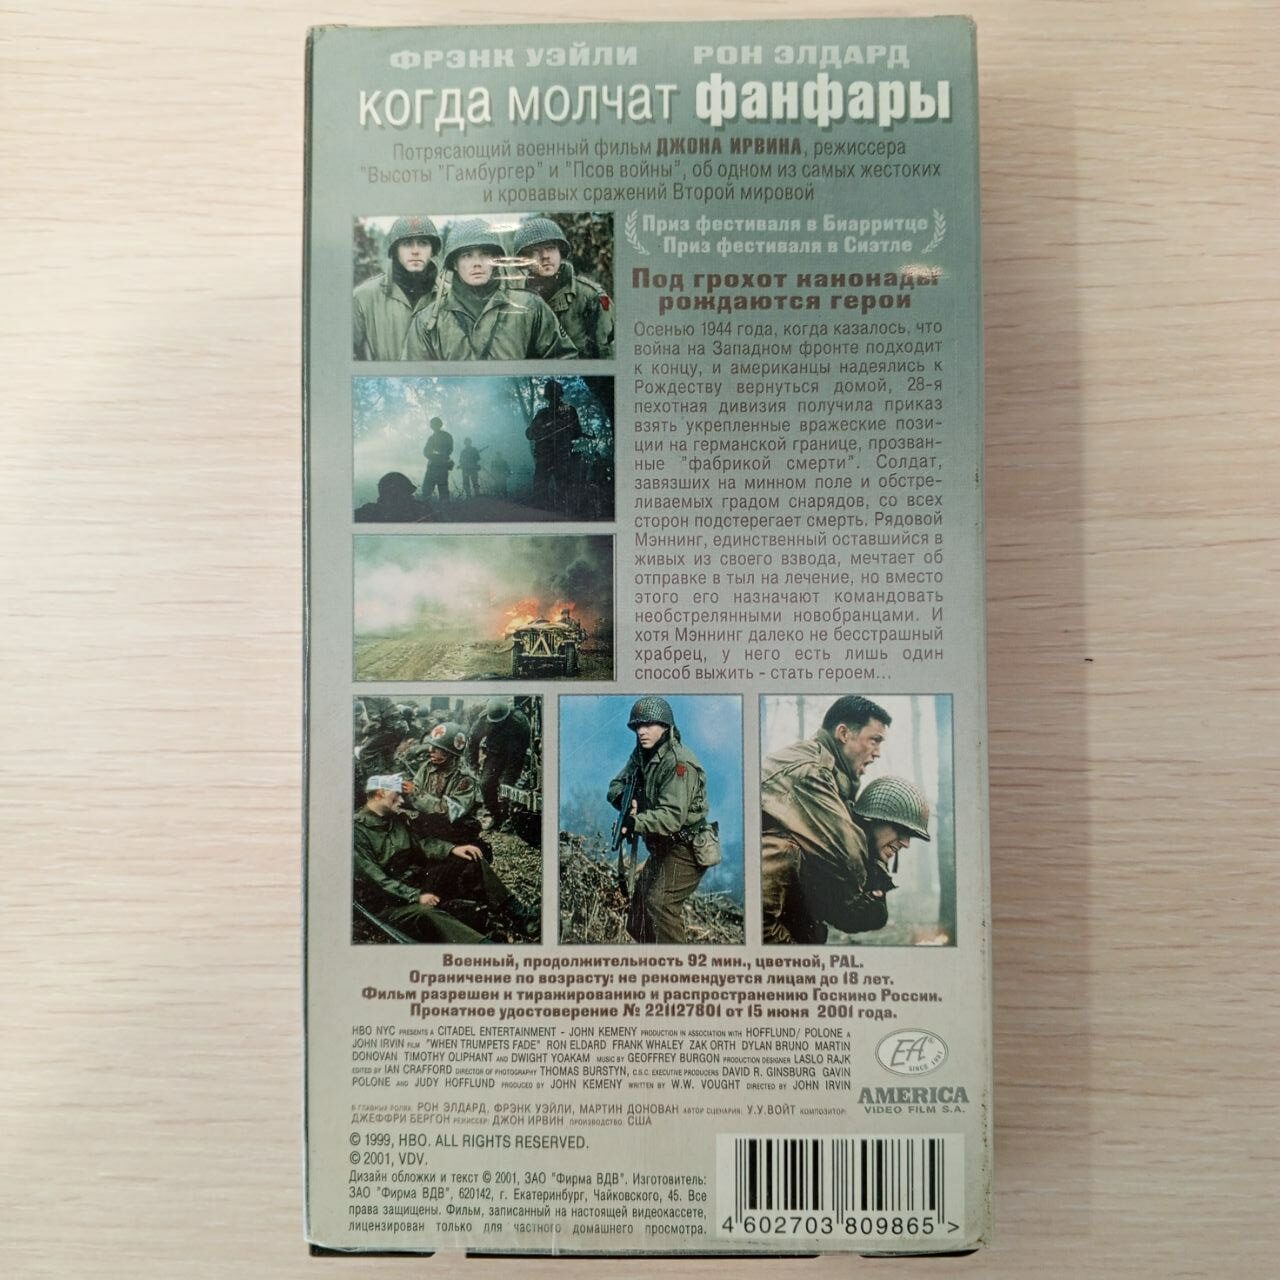 ФРЭНК УЭЙЛИ РОН ЭЛДАРД
когда молчат фанфары
Потрясающий военный фильм ДЖОНА ИРВИНА, режиссера
"Высоты "Гамбургер" и "Псов войны", об одном из самых жестоких
и кровавых сражений Второй мировой
Приз фестиваля в Биарритце
Приз фестиваля в Сиэтле
Под грохот канонады
рождаются герои
Осенью 1944 года, когда казалось, что
война на Западном фронте подходит
к концу, и американцы надеялись к
Рождеству вернуться домой, 28-я
пехотная дивизия получила приказ
взять укрепленные вражеские пози-
ции на германской границе, прозван-
ные "фабрикой смерти". Солдат,
завязших на минном поле и обстре-
ливаемых градом снарядов, со всех
сторон подстерегает смерть. Рядовой
Мэннинг, единственный оставшийся в
живых из своего взвода, мечтает об
отправке в тыл на лечение, но вместо
этого его назначают командовать
необстрелянными новобранцами. И
хотя Мэннинг далеко не бесстрашный
храбрец, у него есть лишь один
способ выжить - стать героем...
Военный, продолжительность 92 мин., цветной, PAL.
Ограничение по возрасту: не рекомендуется лицам до 18 лет.
Фильм разрешен к тиражированию и распространению Госкино России.
Прокатное удостоверение № 221127801 от 15 июня 2001 года.
HBO NYC PRESENTS A CITADEL ENTERTAINMENT - JOHN KEMENY PRODUCTION IN ASSOCIATION WITH HOFFLUND/ POLONE A
JOHN IRVIN FILM "WHEN TRUMPETS FADE" RON ELDARD FRANK WHALEY ZAK ORTH DYLAN BRUNO MARTIN
DONOVAN TIMOTHY OLIPHANT AND DWIGHT YOAKAM MUSIC BY GEOFFREY BURGON PRODUCTION DESIGNER LASLO RAJK
EDITED BY IAN CRAFFORD DIRECTOR OF PHOTOGRAPHY THOMAS BURSTYN, C.S.C. EXECUTIVE PRODUCERS DAVID R. GINSBURG GAVIN
POLONE AND JUDY HOFFLUND PRODUCED BY JOHN KEMENY WRITTEN BY W.W. VOUGHT DIRECTED BY JOHN IRVIN
EA®
SINCE 1991
AMERICA
VIDEO FILM S.A.
В ГЛАВНЫХ РОЛЯХ: РОН ЭЛДАРД, ФРЭНК УЭЙЛИ, МАРТИН ДОНОВАН АВТОР СЦЕНАРИЯ: У.У.ВОЙТ КОМПОЗИТОР:
ДЖЕФФРИ БЕРГОН РЕЖИССЕР: ДЖОН ИРВИН ПРОИЗВОДСТВО: США
© 1999, HBO. ALL RIGHTS RESERVED.
© 2001, VDV.
Дизайн обложки и текст © 2001, ЗАО "Фирма ВДВ". Изготовитель:
ЗАО "Фирма ВДВ", 620142, г. Екатеринбург, Чайковского, 45. Все
права защищены. Фильм, записанный на настоящей видеокассете,
лицензирован только для частного домашнего просмотра.
4 602703 809865 >